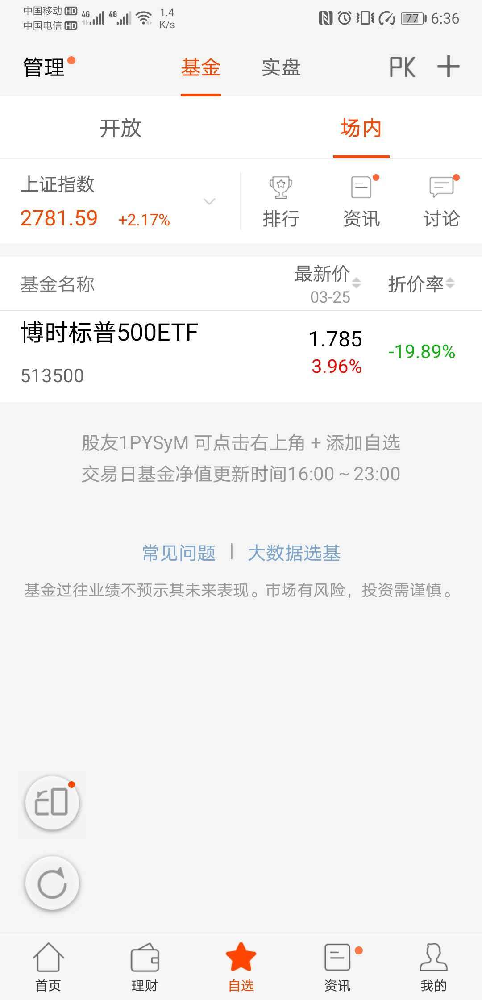 中国移动 HD 4G 4G 1.4 K/s 77 6:36
中国电信 HD
管理 基金 实盘 PK
开放 场内
上证指数
2781.59 +2.17%
排行 资讯 讨论
基金名称 最新价 折价率
03-25
博时标普500ETF 1.785 -19.89%
513500 3.96%
股友1PYSyM 可点击右上角 + 添加自选
交易日基金净值更新时间16:00 ~ 23:00
常见问题 | 大数据选基
基金过往业绩不预示其未来表现。市场有风险，投资需谨慎。
首页 理财 自选 资讯 我的